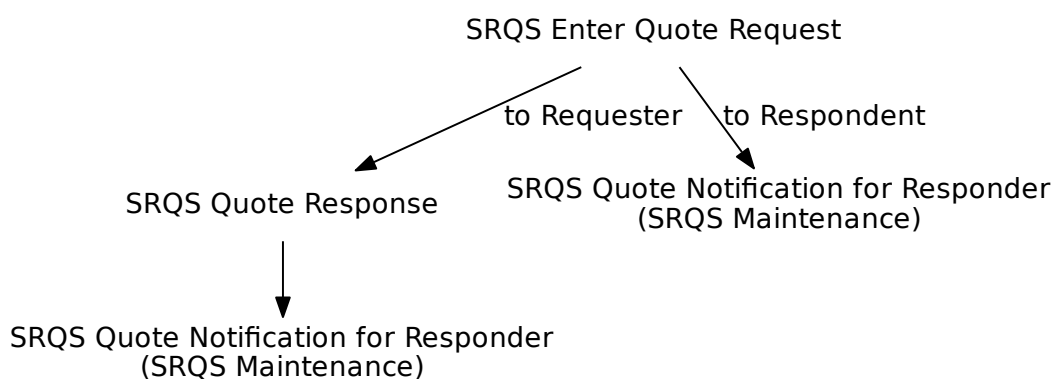 SRQS Enter Quote Request
to Requester
to Respondent
SRQS Quote Response
SRQS Quote Notification for Responder
(SRQS Maintenance)
SRQS Quote Notification for Responder
(SRQS Maintenance)